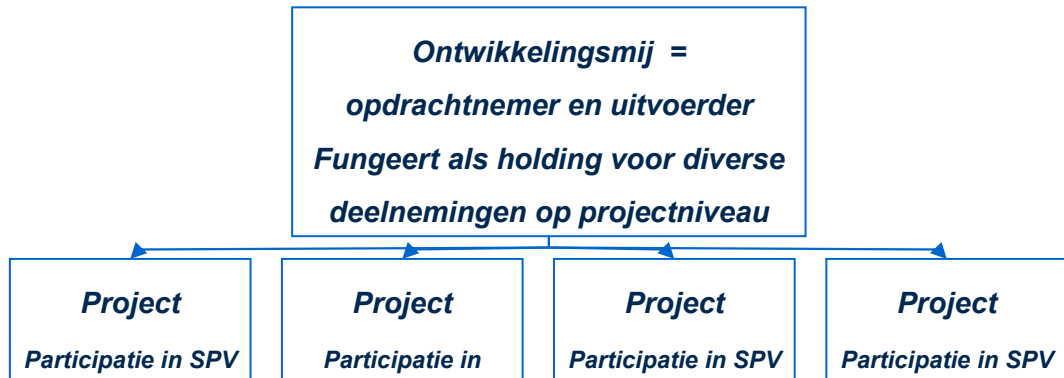 Ontwikkelingsmij =
opdrachtnemer en uitvoerder
Fungeert als holding voor diverse
deelnemingen op projectniveau
Project
Participatie in SPV
Project
Participatie in
Project
Participatie in SPV
Project
Participatie in SPV